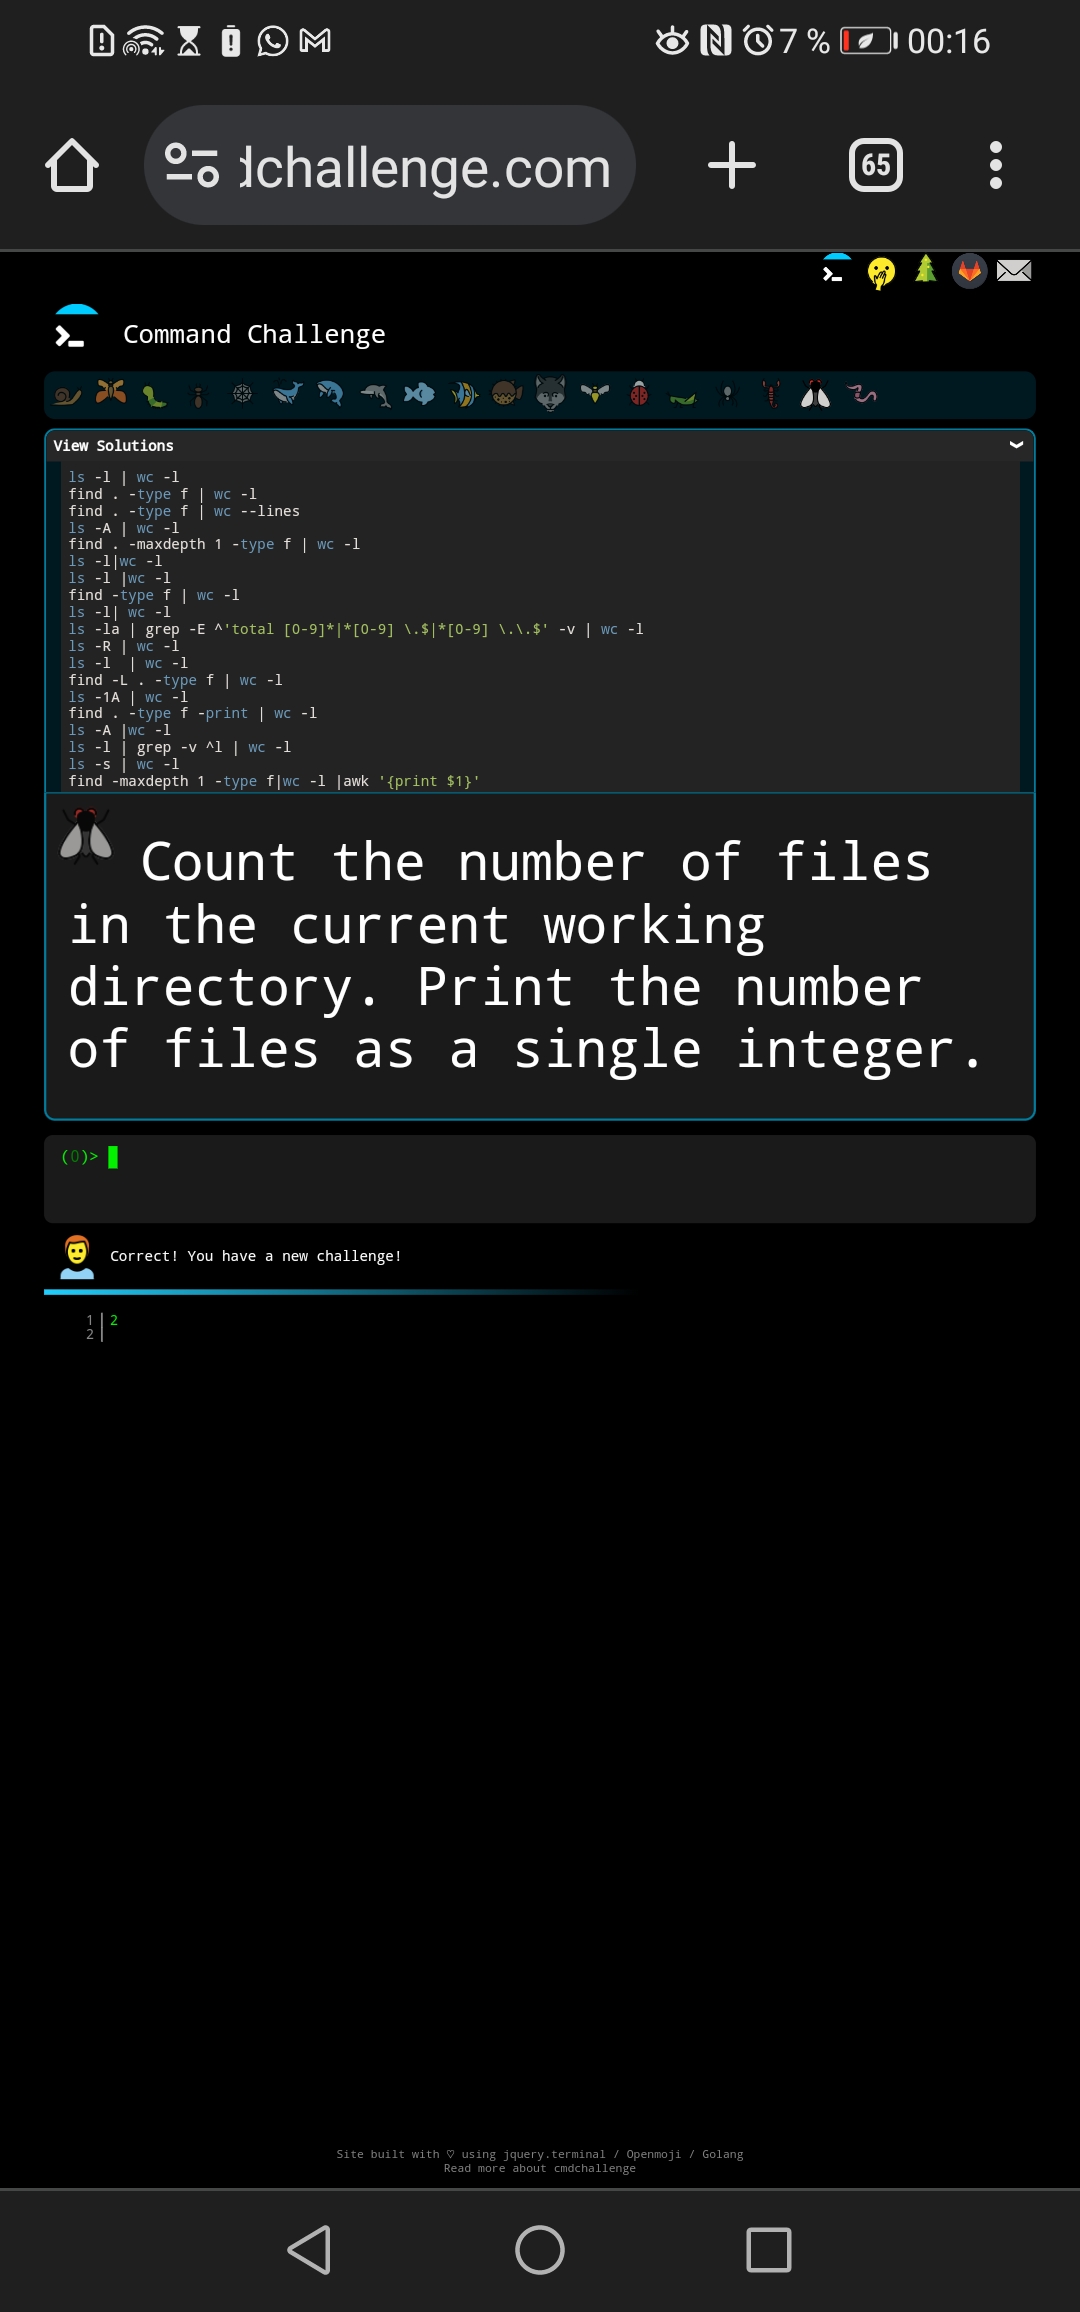 7 % 00:16
dchallenge.com
65
Command Challenge
View Solutions
ls -l | wc -l
find . -type f | wc -l
find . -type f | wc --lines
ls -A | wc -l
find . -maxdepth 1 -type f | wc -l
ls -l|wc -l
ls -l |wc -l
find -type f | wc -l
ls -l| wc -l
ls -la | grep -E ^'total [0-9]*|*[0-9] \.$|*[0-9] \.\.$' -v | wc -l
ls -R | wc -l
ls -l  | wc -l
find -L . -type f | wc -l
ls -1A | wc -l
find . -type f -print | wc -l
ls -A |wc -l
ls -l | grep -v ^l | wc -l
ls -s | wc -l
find -maxdepth 1 -type f|wc -l |awk '{print $1}'
Count the number of files
in the current working
directory. Print the number
of files as a single integer.
(0)>
Correct! You have a new challenge!
1 2
2
Site built with ♡ using jquery.terminal / Openmoji / Golang
Read more about cmdchallenge